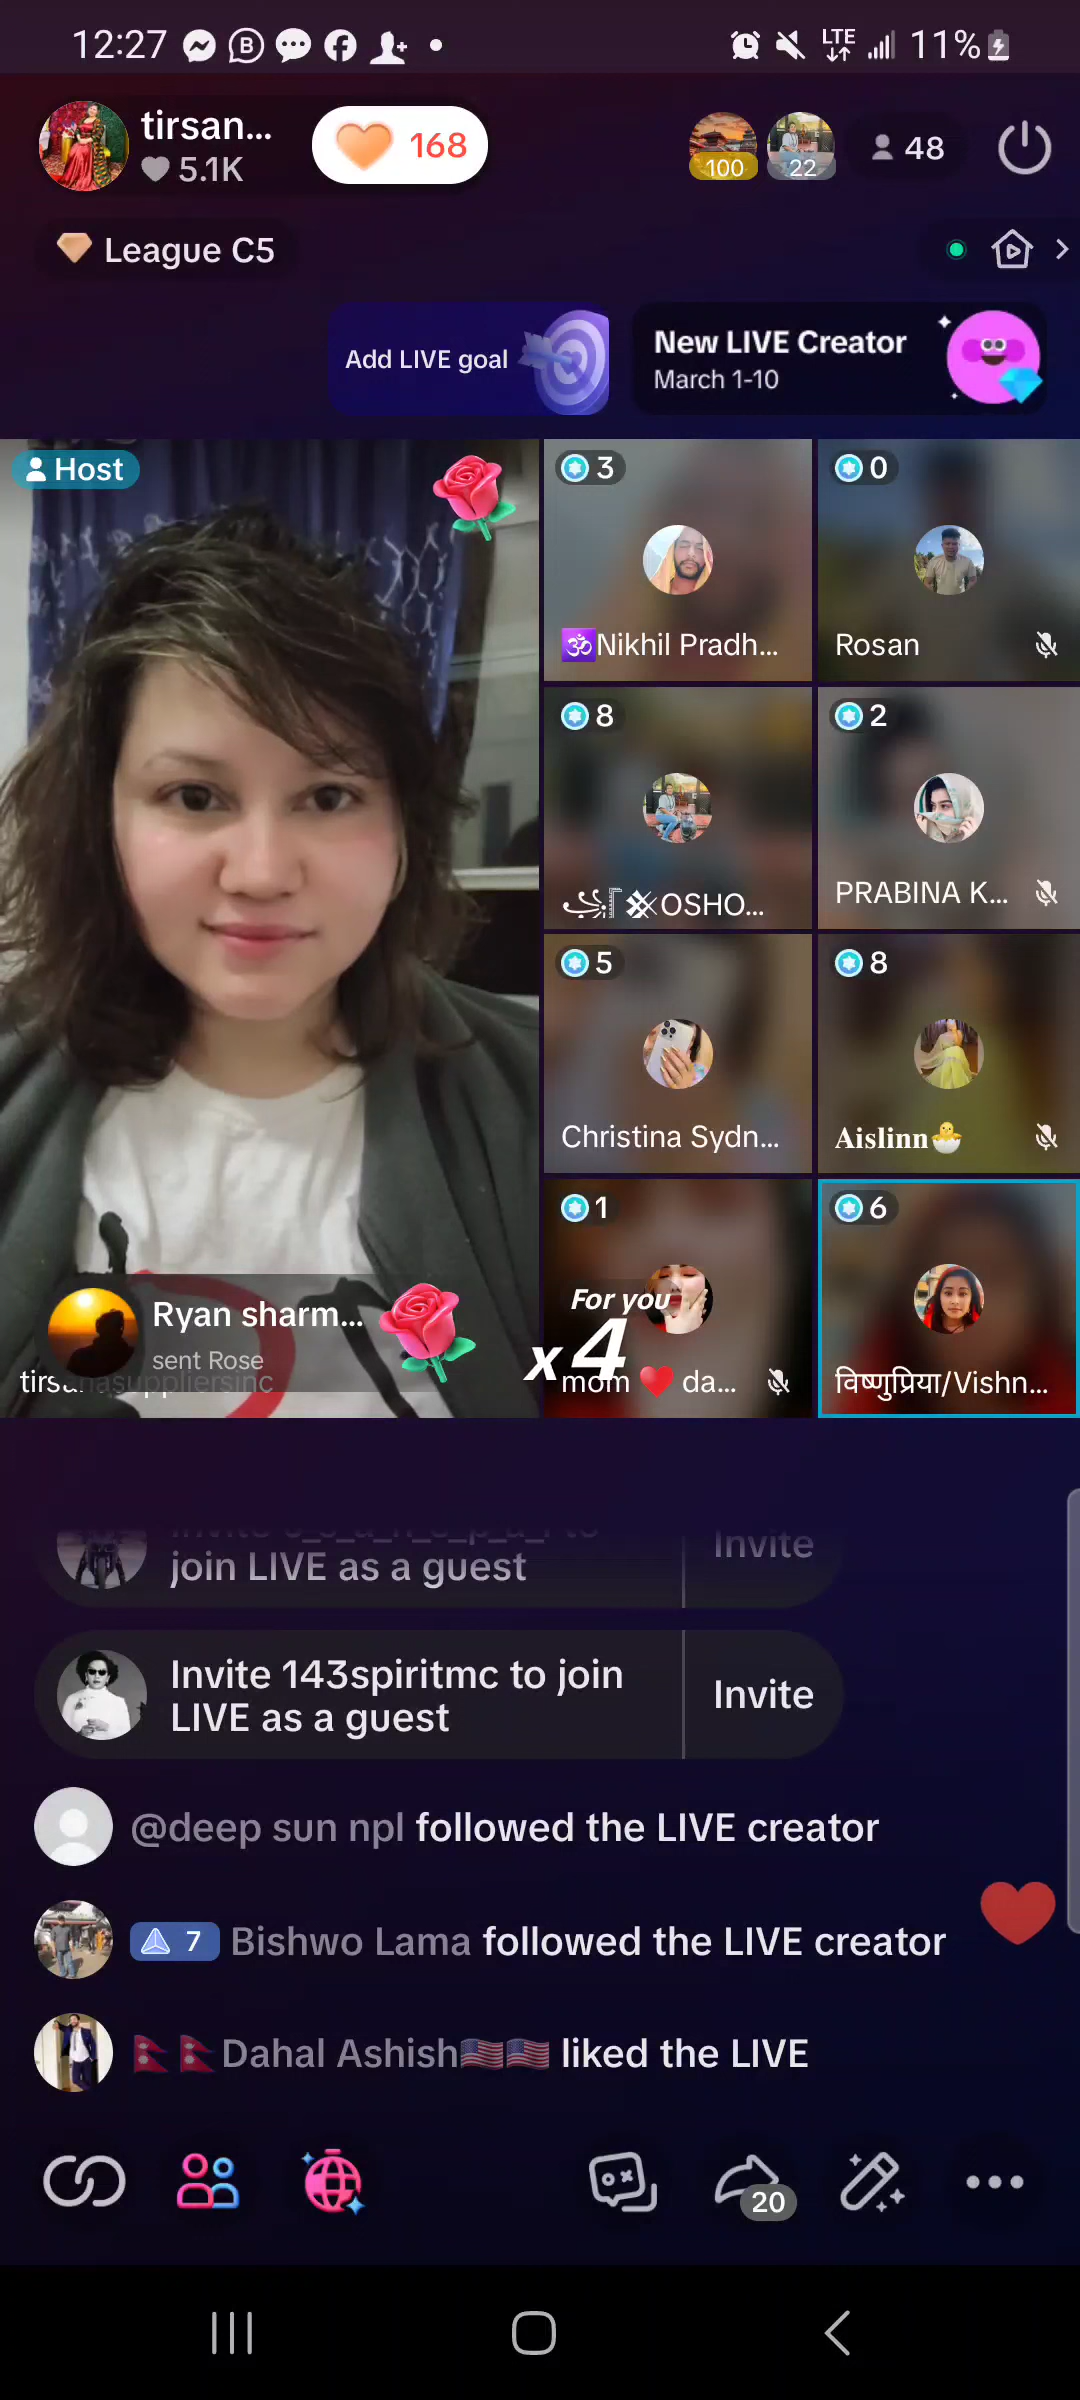 12:27
LTE
11%
tirsan...
5.1K
168
100
22
48
League C5
Add LIVE goal
New LIVE Creator
March 1-10
Host
3
🕉Nikhil Pradh...
0
Rosan
8
OSHO...
2
PRABINA K...
5
Christina Sydn...
8
Aislinn🐣
1
For you
x4
mom ❤️ da...
6
विष्णुप्रिया/Vishn...
Ryan sharm...
sent Rose
tirsanasuppliersinc
join LIVE as a guest
Invite
Invite 143spiritmc to join
LIVE as a guest
Invite
@deep sun npl followed the LIVE creator
7 Bishwo Lama followed the LIVE creator
🇳🇵🇳🇵Dahal Ashish🇺🇸🇺🇸 liked the LIVE
20